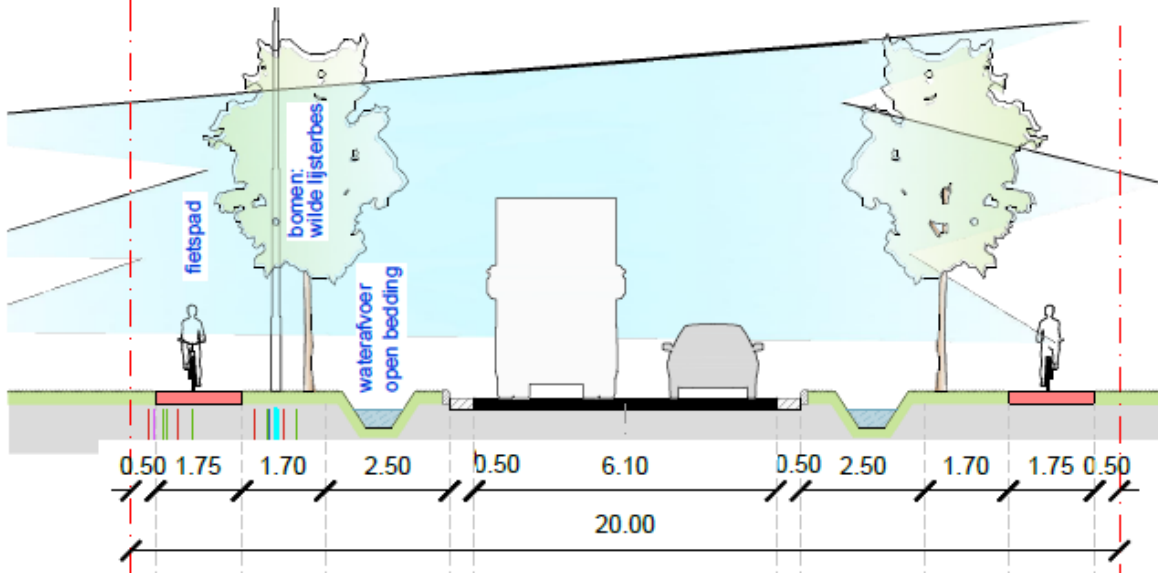 bomen:
wilde lijsterbes
fietspad
waterafvoer
open bedding
0.50 1.75 1.70 2.50 0.50 6.10 0.50 2.50 1.70 1.75 0.50
20.00